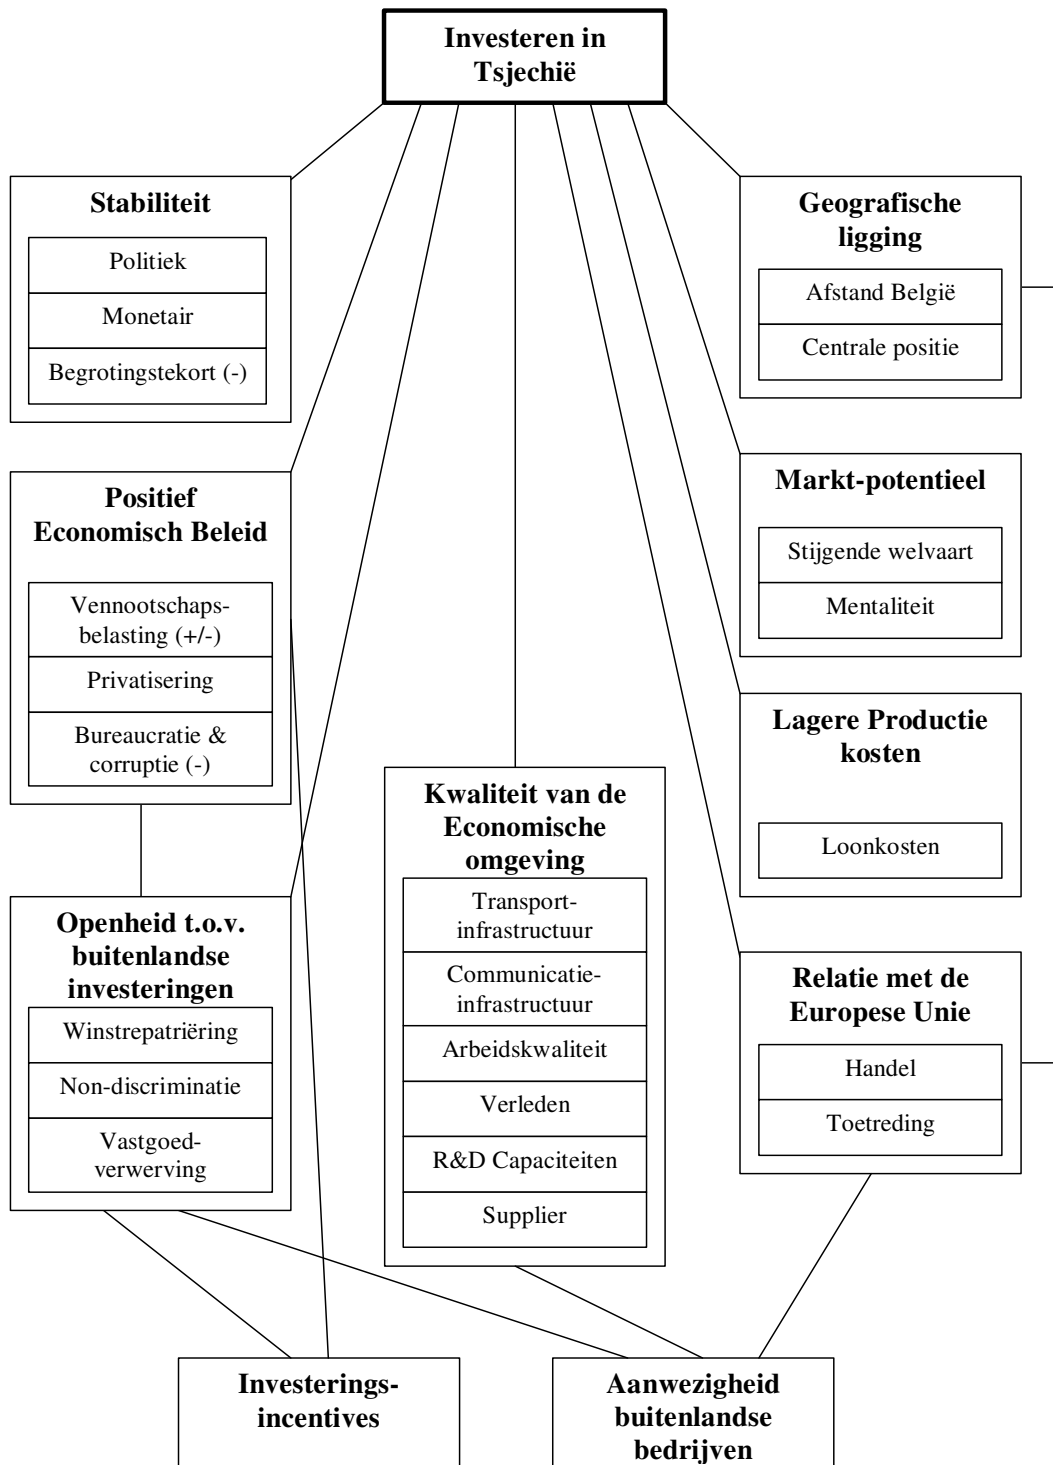 Investeren in
Tsjechië
Stabiliteit
Politiek
Monetair
Begrotingstekort (-)
Geografische
ligging
Afstand België
Centrale positie
Positief
Economisch Beleid
Vennootschaps-
belasting (+/-)
Privatisering
Bureaucratie &
corruptie (-)
Markt-potentieel
Stijgende welvaart
Mentaliteit
Lagere Productie
kosten
Loonkosten
Kwaliteit van de
Economische
omgeving
Transport-
infrastructuur
Communicatie-
infrastructuur
Arbeidskwaliteit
Verleden
R&D Capaciteiten
Supplier
Openheid t.o.v.
buitenlandse
investeringen
Winstrepatriëring
Non-discriminatie
Vastgoed-
verwerving
Relatie met de
Europese Unie
Handel
Toetreding
Investerings-
incentives
Aanwezigheid
buitenlandse
bedrijven